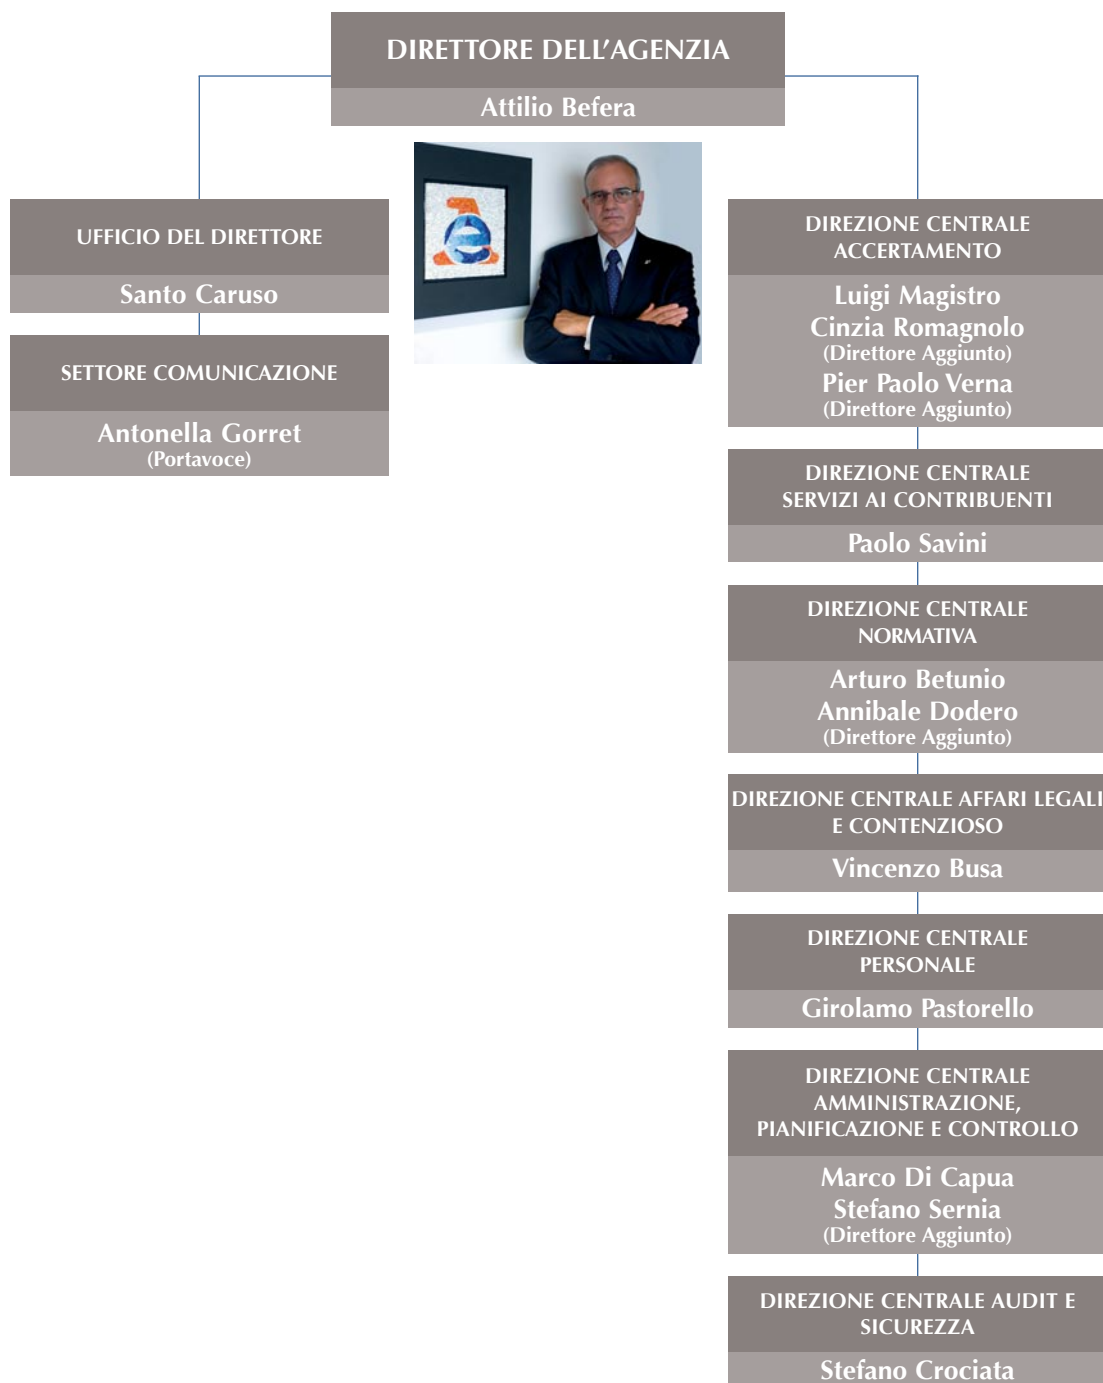 DIRETTORE DELL'AGENZIA
Attilio Befera
UFFICIO DEL DIRETTORE
Santo Caruso
SETTORE COMUNICAZIONE
Antonella Gorret
(Portavoce)
DIREZIONE CENTRALE
ACCERTAMENTO
Luigi Magistro
Cinzia Romagnolo
(Direttore Aggiunto)
Pier Paolo Verna
(Direttore Aggiunto)
DIREZIONE CENTRALE
SERVIZI AI CONTRIBUENTI
Paolo Savini
DIREZIONE CENTRALE
NORMATIVA
Arturo Betunio
Annibale Dodero
(Direttore Aggiunto)
DIREZIONE CENTRALE AFFARI LEGALI
E CONTENZIOSO
Vincenzo Busa
DIREZIONE CENTRALE
PERSONALE
Girolamo Pastorello
DIREZIONE CENTRALE
AMMINISTRAZIONE,
PIANIFICAZIONE E CONTROLLO
Marco Di Capua
Stefano Sernia
(Direttore Aggiunto)
DIREZIONE CENTRALE AUDIT E
SICUREZZA
Stefano Crociata